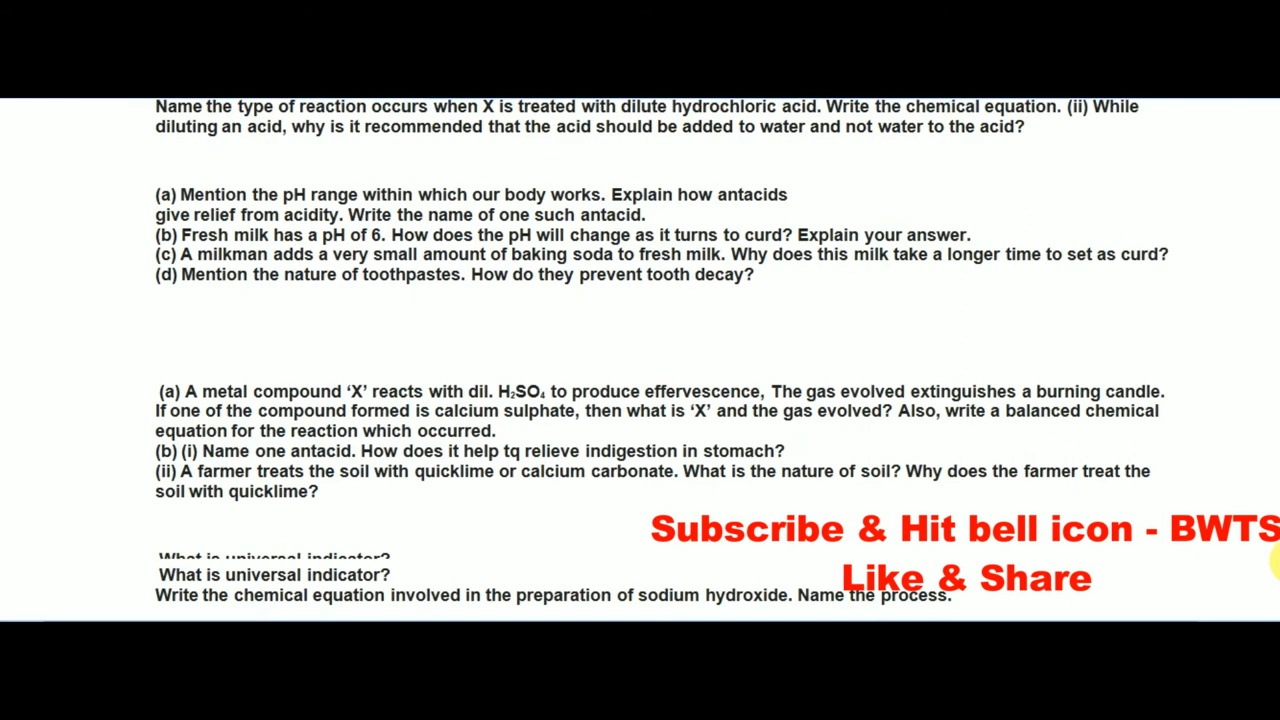 Name the type of reaction occurs when X is treated with dilute hydrochloric acid. Write the chemical equation. (ii) While
diluting an acid, why is it recommended that the acid should be added to water and not water to the acid?
(a) Mention the pH range within which our body works. Explain how antacids
give relief from acidity. Write the name of one such antacid.
(b) Fresh milk has a pH of 6. How does the pH will change as it turns to curd? Explain your answer.
(c) A milkman adds a very small amount of baking soda to fresh milk. Why does this milk take a longer time to set as curd?
(d) Mention the nature of toothpastes. How do they prevent tooth decay?
(a) A metal compound ‘X’ reacts with dil. H₂SO₄ to produce effervescence, The gas evolved extinguishes a burning candle.
If one of the compound formed is calcium sulphate, then what is ‘X’ and the gas evolved? Also, write a balanced chemical
equation for the reaction which occurred.
(b) (i) Name one antacid. How does it help tq relieve indigestion in stomach?
(ii) A farmer treats the soil with quicklime or calcium carbonate. What is the nature of soil? Why does the farmer treat the
soil with quicklime?
Subscribe & Hit bell icon - BWTS
What is universal indicator?
What is universal indicator?
Like & Share
Write the chemical equation involved in the preparation of sodium hydroxide. Name the process.